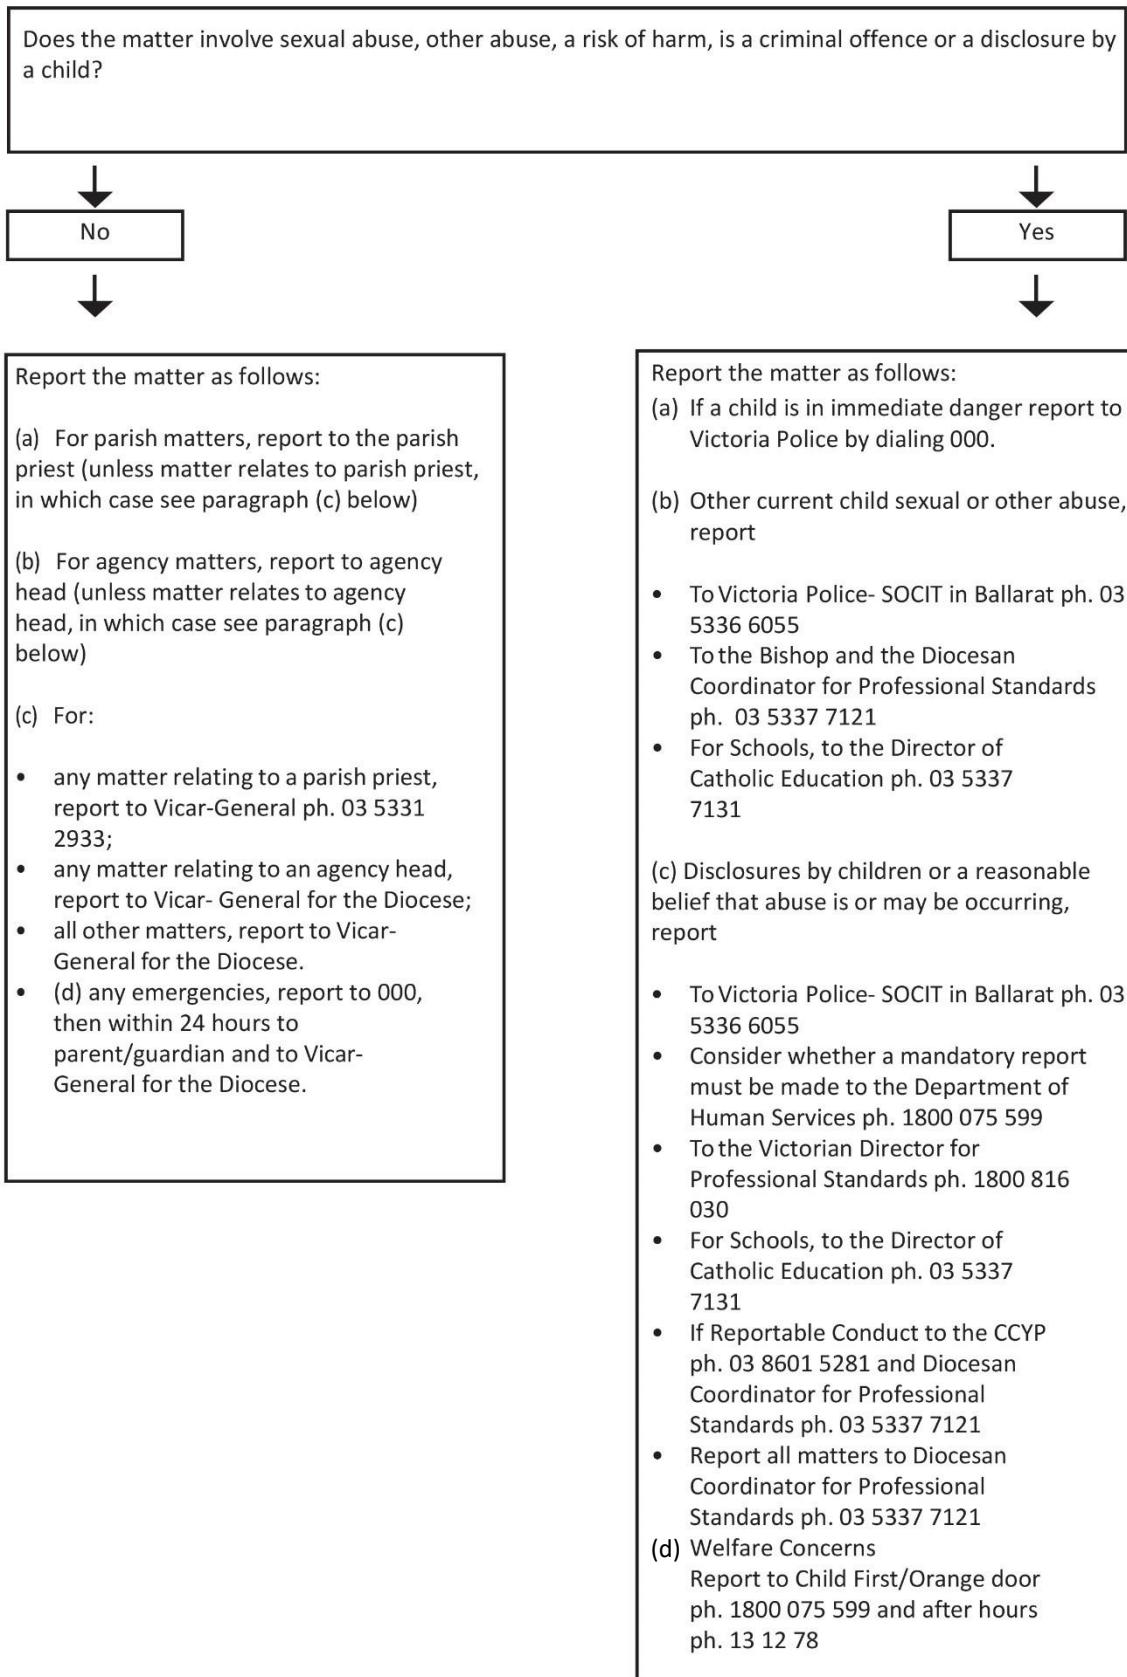 Does the matter involve sexual abuse, other abuse, a risk of harm, is a criminal offence or a disclosure by
a child?
No
Yes
Report the matter as follows:
(a) For parish matters, report to the parish
priest (unless matter relates to parish priest,
in which case see paragraph (c) below)
(b) For agency matters, report to agency
head (unless matter relates to agency
head, in which case see paragraph (c)
below)
(c) For:
• any matter relating to a parish priest,
report to Vicar-General ph. 03 5331
2933;
• any matter relating to an agency head,
report to Vicar- General for the Diocese;
• all other matters, report to Vicar-
General for the Diocese.
• (d) any emergencies, report to 000,
then within 24 hours to
parent/guardian and to Vicar-
General for the Diocese.
Report the matter as follows:
(a) If a child is in immediate danger report to
Victoria Police by dialing 000.
(b) Other current child sexual or other abuse,
report
• To Victoria Police- SOCIT in Ballarat ph. 03
5336 6055
• To the Bishop and the Diocesan
Coordinator for Professional Standards
ph. 03 5337 7121
• For Schools, to the Director of
Catholic Education ph. 03 5337
7131
(c) Disclosures by children or a reasonable
belief that abuse is or may be occurring,
report
• To Victoria Police- SOCIT in Ballarat ph. 03
5336 6055
• Consider whether a mandatory report
must be made to the Department of
Human Services ph. 1800 075 599
• To the Victorian Director for
Professional Standards ph. 1800 816
030
• For Schools, to the Director of
Catholic Education ph. 03 5337
7131
• If Reportable Conduct to the CCYP
ph. 03 8601 5281 and Diocesan
Coordinator for Professional
Standards ph. 03 5337 7121
• Report all matters to Diocesan
Coordinator for Professional
Standards ph. 03 5337 7121
(d) Welfare Concerns
Report to Child First/Orange door
ph. 1800 075 599 and after hours
ph. 13 12 78